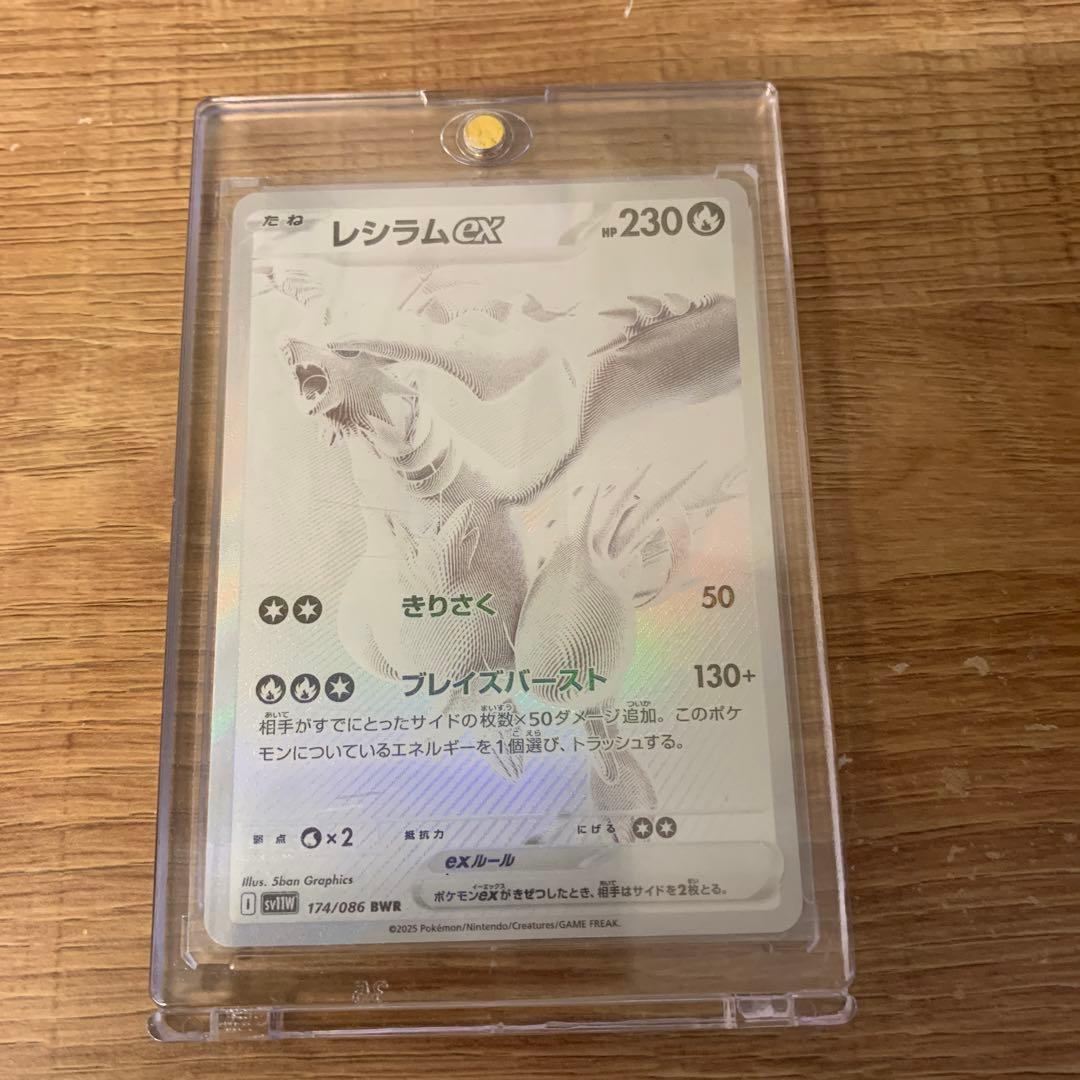 たね レシラムex HP230
きりさく 50
ブレイズバースト 130+
相手がすでにとったサイドの枚数×50ダメージ追加。このポケ
モンについているエネルギーを1個選び、トラッシュする。
弱点 ×2 抵抗力 にげる
exルール
ポケモンexがきぜつしたとき、相手はサイドを2枚とる。
Illus. 5ban Graphics
I SV11W 174/086 BWR
©2025 Pokémon/Nintendo/Creatures/GAME FREAK.
35